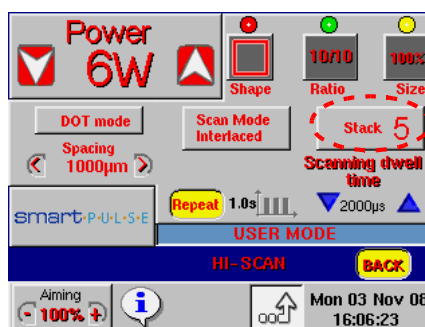 Power
6W
10/10
100%
Shape
Ratio
Size
DOT mode
Scan Mode
Interlaced
Stack 5
Spacing
1000µm
Scanning dwell
time
smart·P·U·L·S·E
Repeat 1.0s
2000µs
USER MODE
HI-SCAN
BACK
Aiming
- 100% +
i
Mon 03 Nov 08
16:06:23